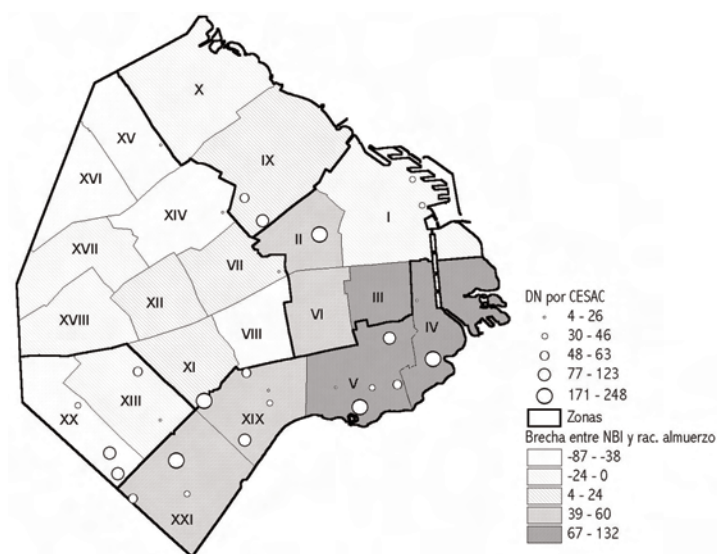 X
XV
IX
XVI
XIV
I
XVII
II
VII
XII
VI
III
XVIII
VIII
IV
XI
V
XX
XIII
XIX
XXI
DN por CESAC
4 - 26
30 - 46
48 - 63
77 - 123
171 - 248
Zonas
Brecha entre NBI y rac. almuerzo
-87 - -38
-24 - 0
4 - 24
39 - 60
67 - 132